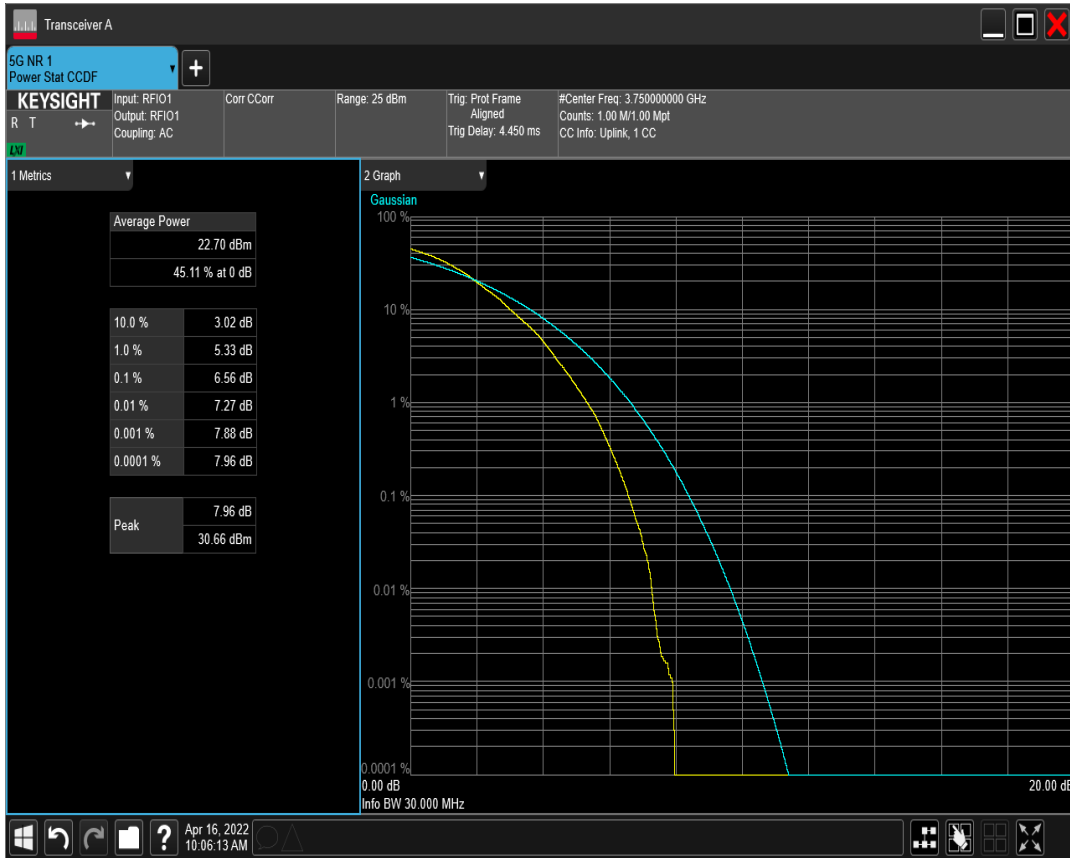 Transceiver A
5G NR 1
Power Stat CCDF
+
KEYSIGHT
R T
LXI
Input: RFIO1
Output: RFIO1
Coupling: AC
Corr CCorr
Range: 25 dBm
Trig: Prot Frame
Aligned
Trig Delay: 4.450 ms
#Center Freq: 3.750000000 GHz
Counts: 1.00 M/1.00 Mpt
CC Info: Uplink, 1 CC
1 Metrics
Average Power
22.70 dBm
45.11 % at 0 dB
10.0 % 3.02 dB
1.0 % 5.33 dB
0.1 % 6.56 dB
0.01 % 7.27 dB
0.001 % 7.88 dB
0.0001 % 7.96 dB
Peak
7.96 dB
30.66 dBm
2 Graph
Gaussian
100 %
10 %
1 %
0.1 %
0.01 %
0.001 %
0.0001 %
0.00 dB 20.00 dB
Info BW 30.000 MHz
?
Apr 16, 2022
10:06:13 AM